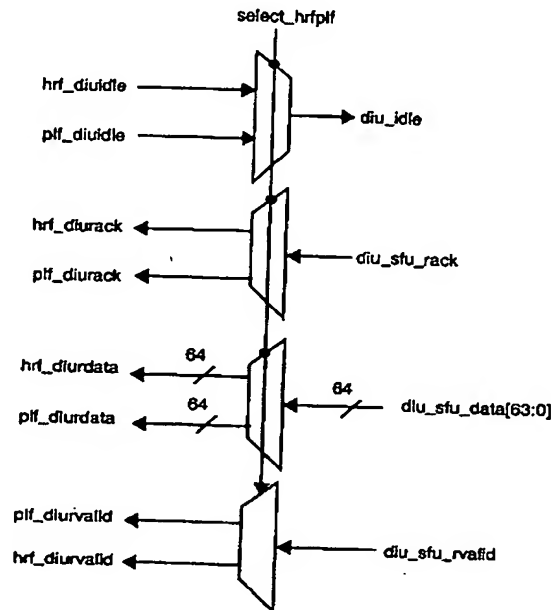 select_hrfplf
hrf_diuidle
plf_diuidle
diu_idle
hrf_diurack
plf_diurack
diu_sfu_rack
hrf_diurdata
64
plf_diurdata
64
64
diu_sfu_data[63:0]
plf_diurvalid
hrf_diurvalid
diu_sfu_rvalid